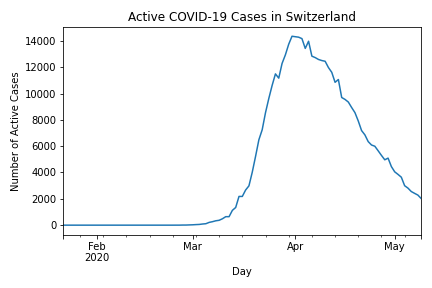 Active COVID-19 Cases in Switzerland
Number of Active Cases
14000
12000
10000
8000
6000
4000
2000
0
Feb
2020
Mar
Apr
May
Day